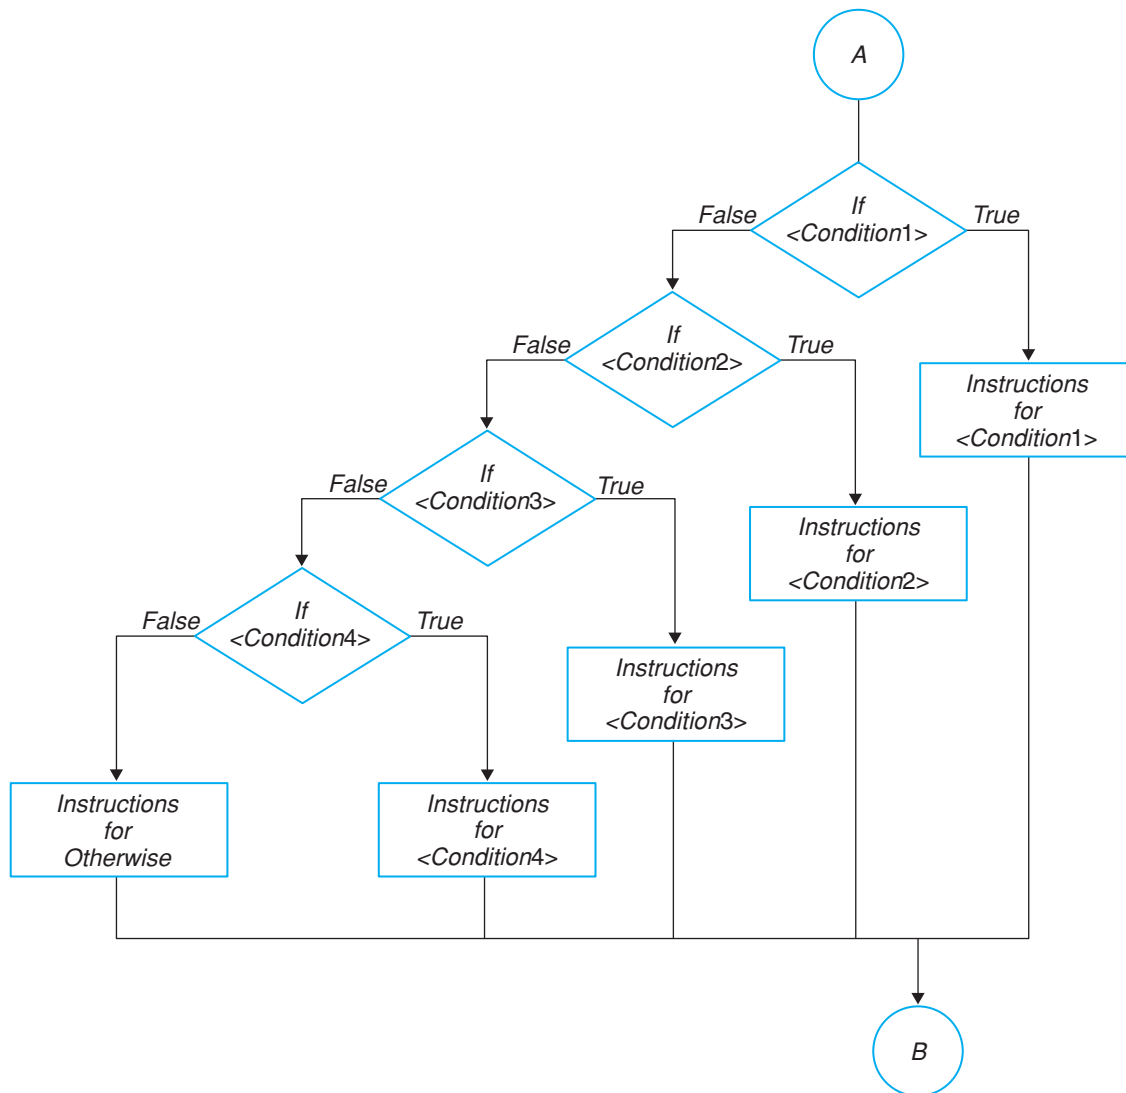 A
If
<Condition1>
False
True
If
<Condition2>
False
True
Instructions
for
<Condition1>
If
<Condition3>
False
True
Instructions
for
<Condition2>
If
<Condition4>
False
True
Instructions
for
<Condition3>
Instructions
for
Otherwise
Instructions
for
<Condition4>
B